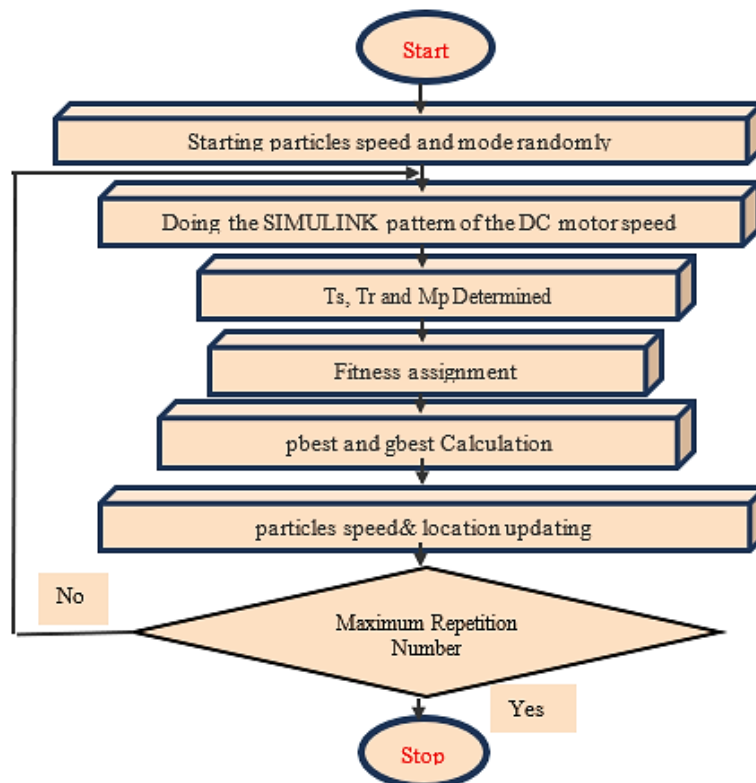 Start
Starting particles speed and mode randomly
Doing the SIMULINK pattern of the DC motor speed
Ts, Tr and Mp Determined
Fitness assignment
pbest and gbest Calculation
particles speed& location updating
No
Maximum Repetition
Number
Yes
Stop